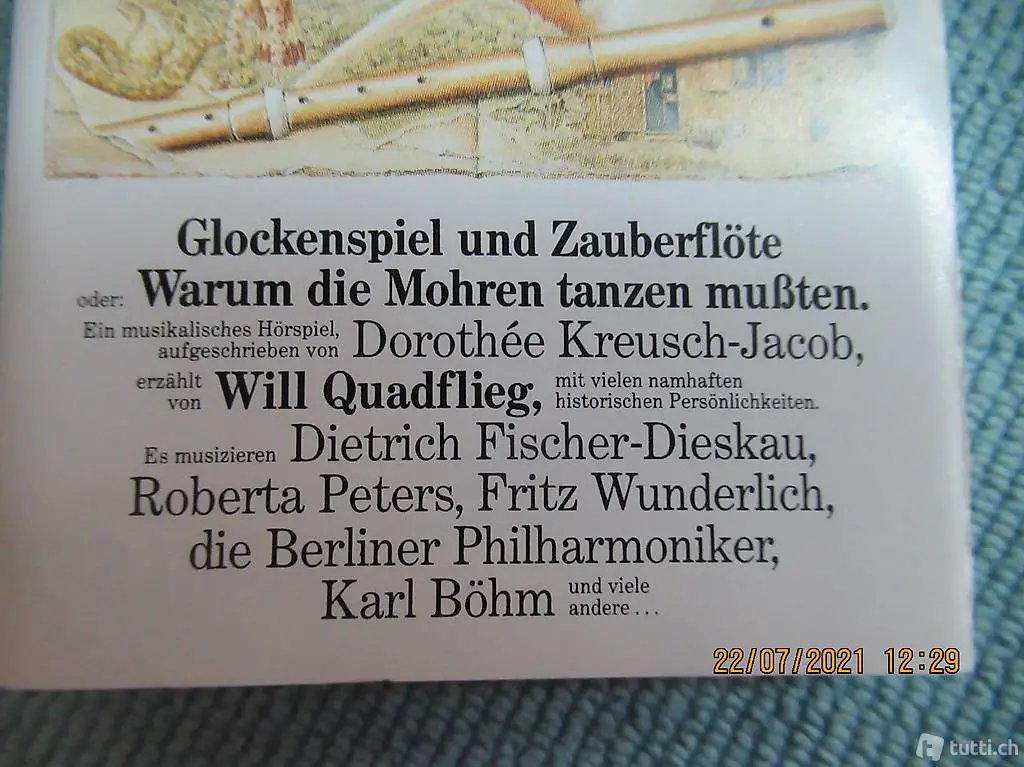 Glockenspiel und Zauberflöte
oder: Warum die Mohren tanzen mußten.
Ein musikalisches Hörspiel,
aufgeschrieben von Dorothée Kreusch-Jacob,
erzählt
von Will Quadflieg, mit vielen namhaften
historischen Persönlichkeiten.
Es musizieren Dietrich Fischer-Dieskau,
Roberta Peters, Fritz Wunderlich,
die Berliner Philharmoniker,
Karl Böhm und viele
andere...
22/07/2021 12:29
tutti.ch